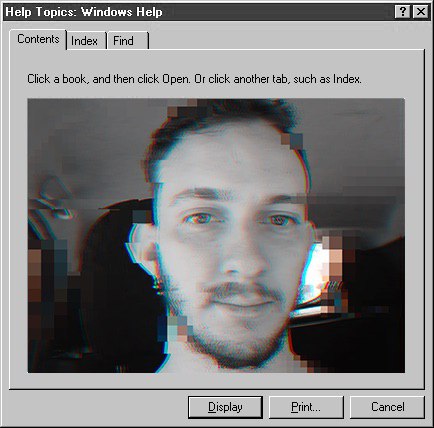 Help Topics: Windows Help
Contents Index Find
Click a book, and then click Open. Or click another tab, such as Index.
Display Print... Cancel